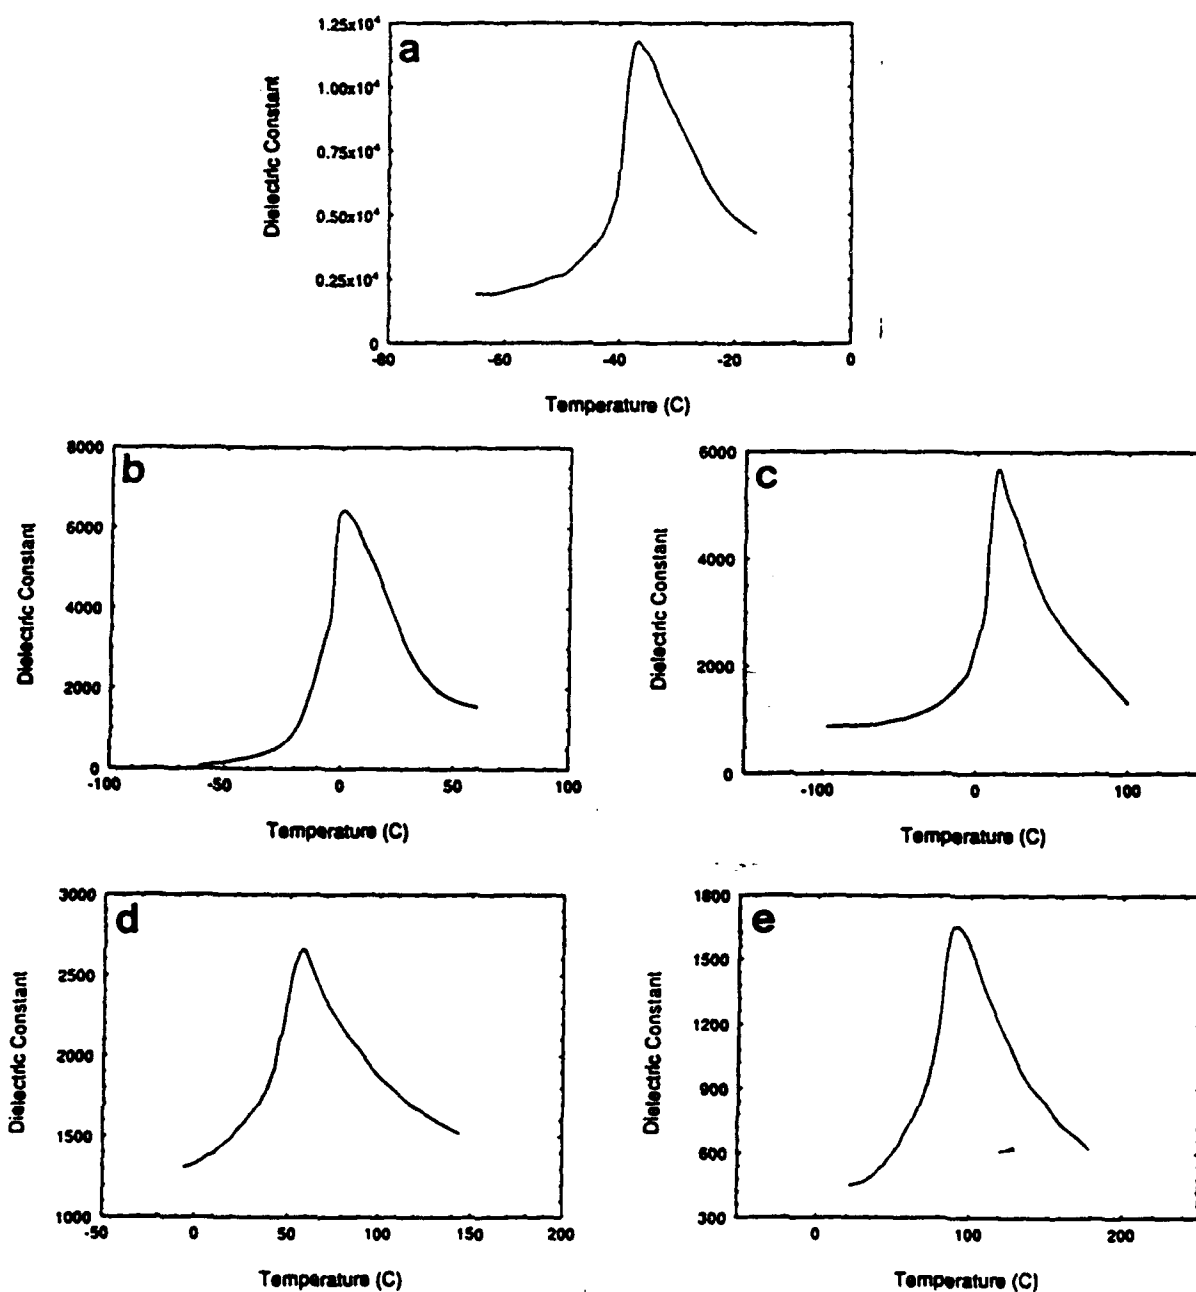 a
1.25x10⁴
1.00x10⁴
0.75x10⁴
0.50x10⁴
0.25x10⁴
0
Dielectric Constant
-80 -60 -40 -20 0
Temperature (C)
b
8000
6000
4000
2000
0
Dielectric Constant
-100 -50 0 50 100
Temperature (C)
c
6000
4000
2000
0
Dielectric Constant
-100 0 100
Temperature (C)
d
3000
2500
2000
1500
1000
Dielectric Constant
-50 0 50 100 150 200
Temperature (C)
e
1800
1500
1200
900
600
300
Dielectric Constant
0 100 200
Temperature (C)